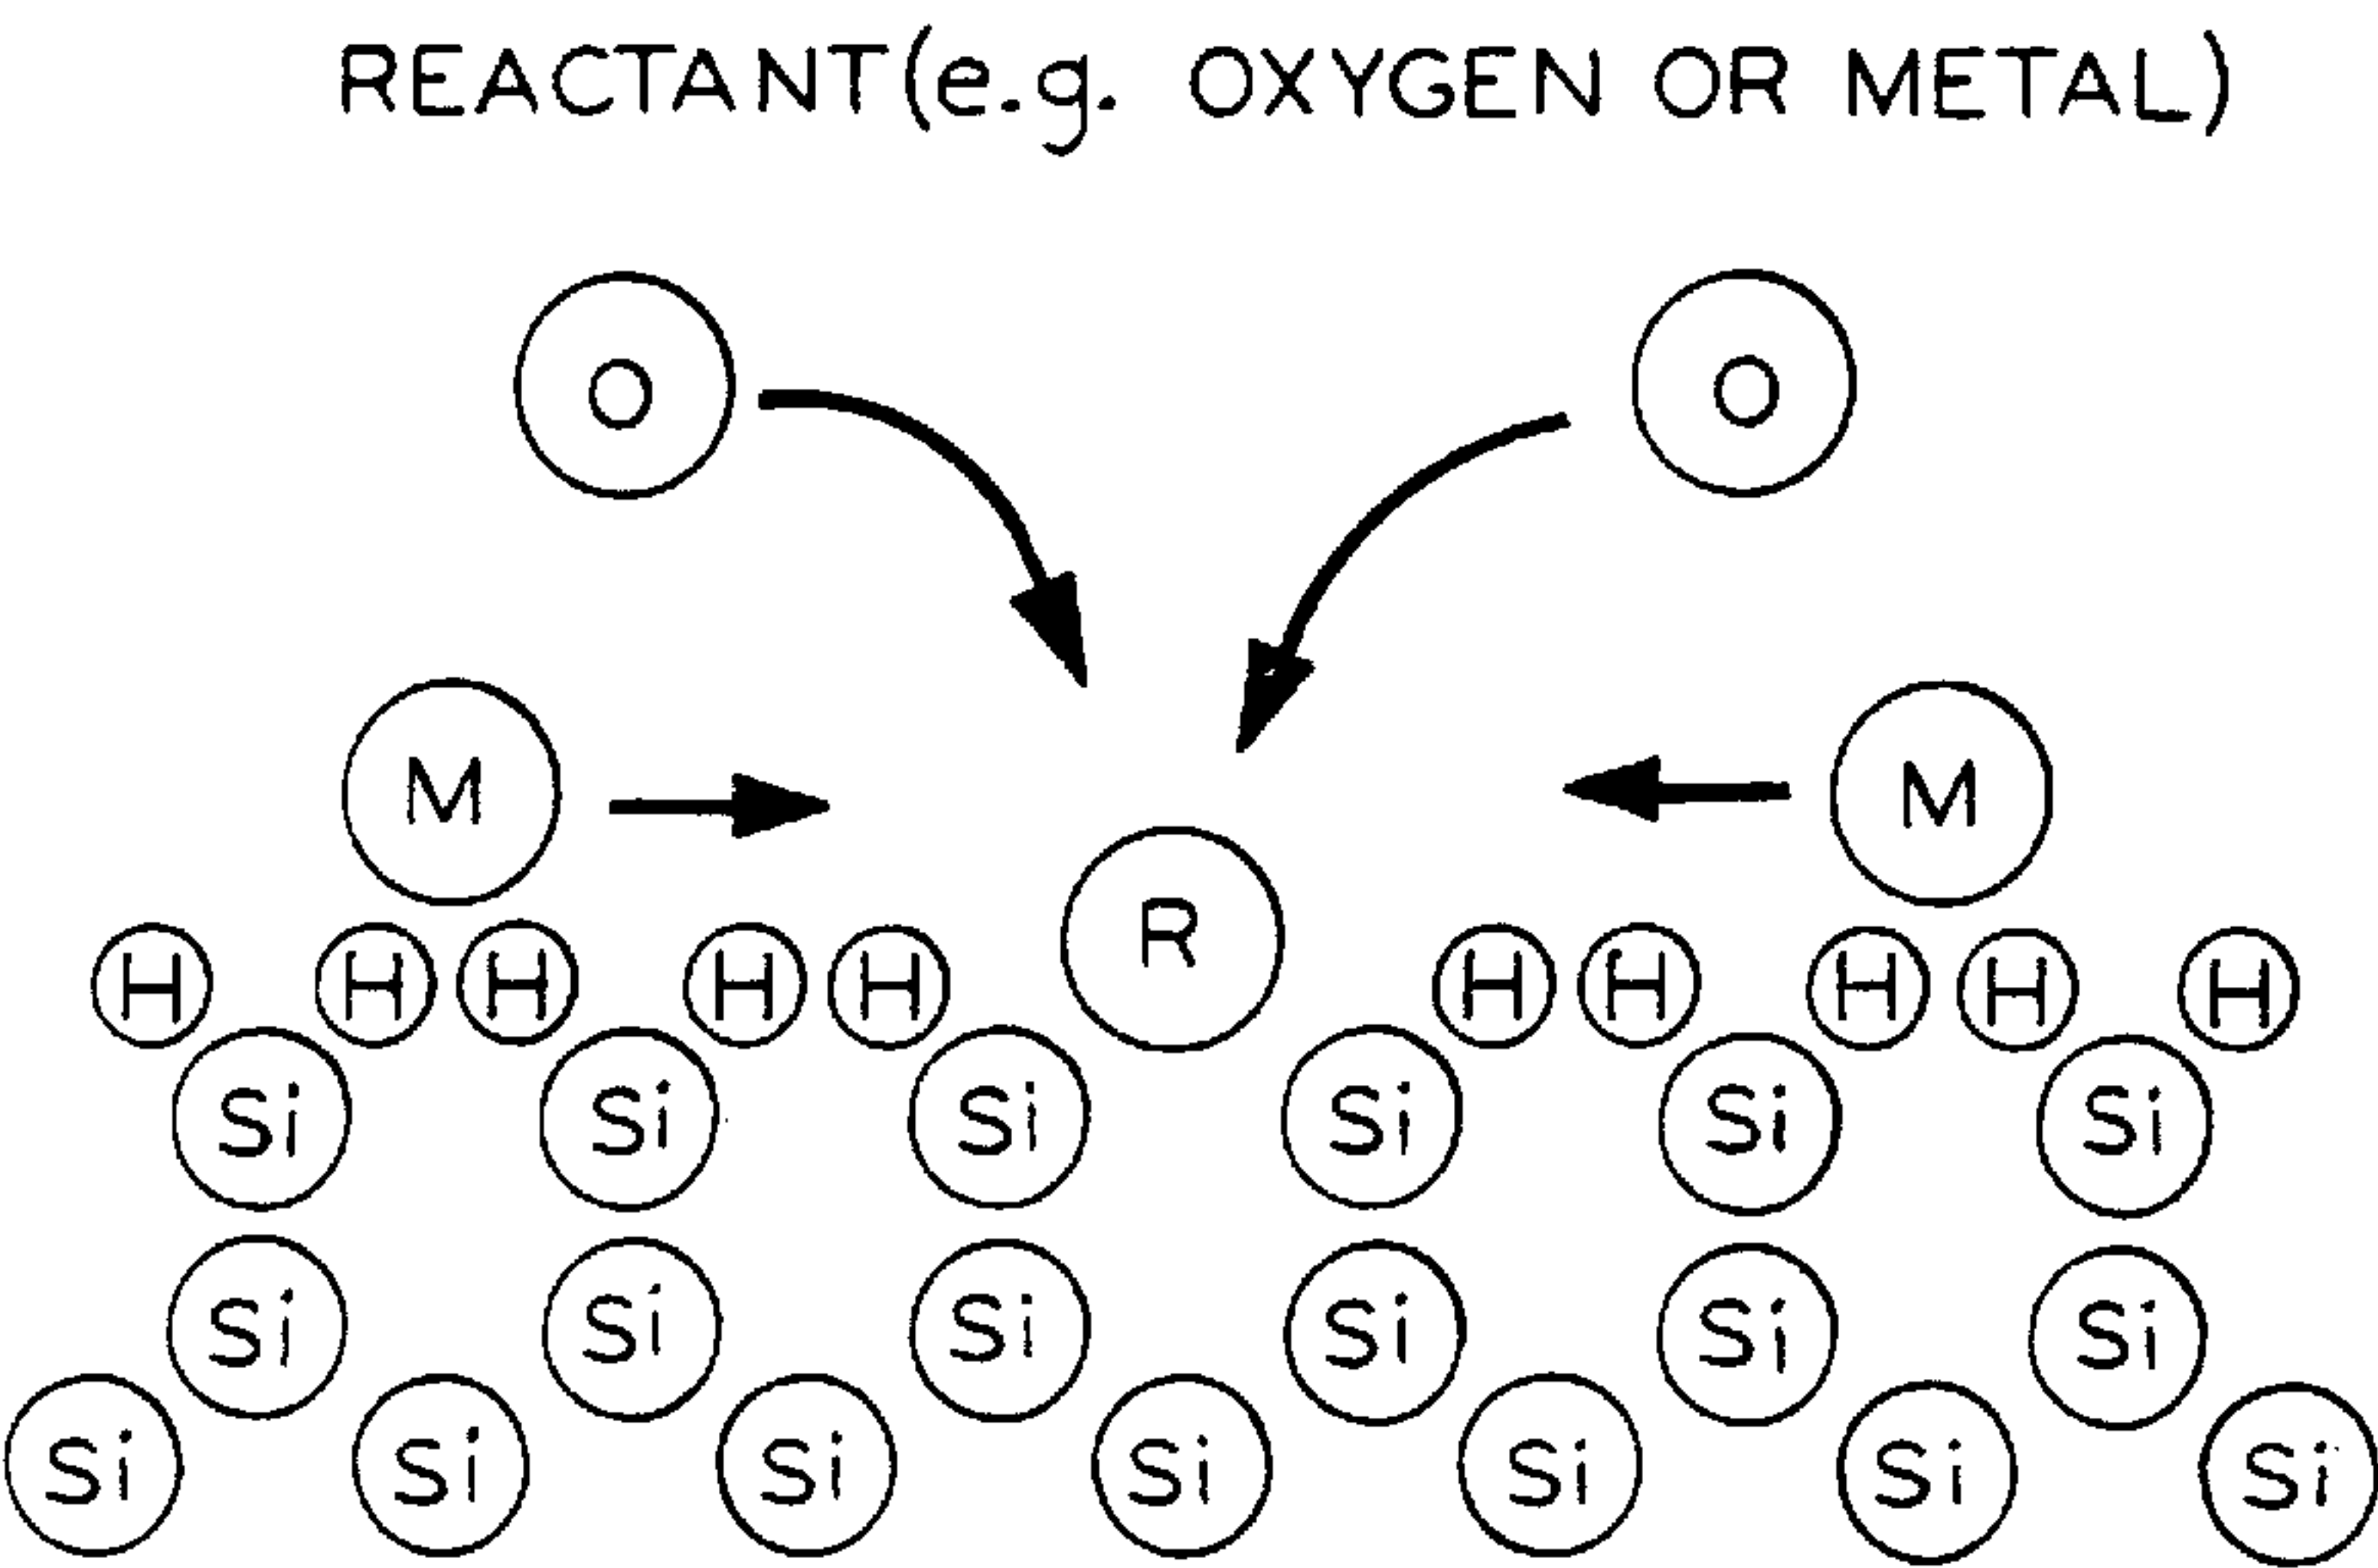 REACTANT(e.g. OXYGEN OR METAL)
O O
M M
R
H H H H H H H H H H
Si Si Si Si Si Si
Si Si Si Si Si Si
Si Si Si Si Si Si Si